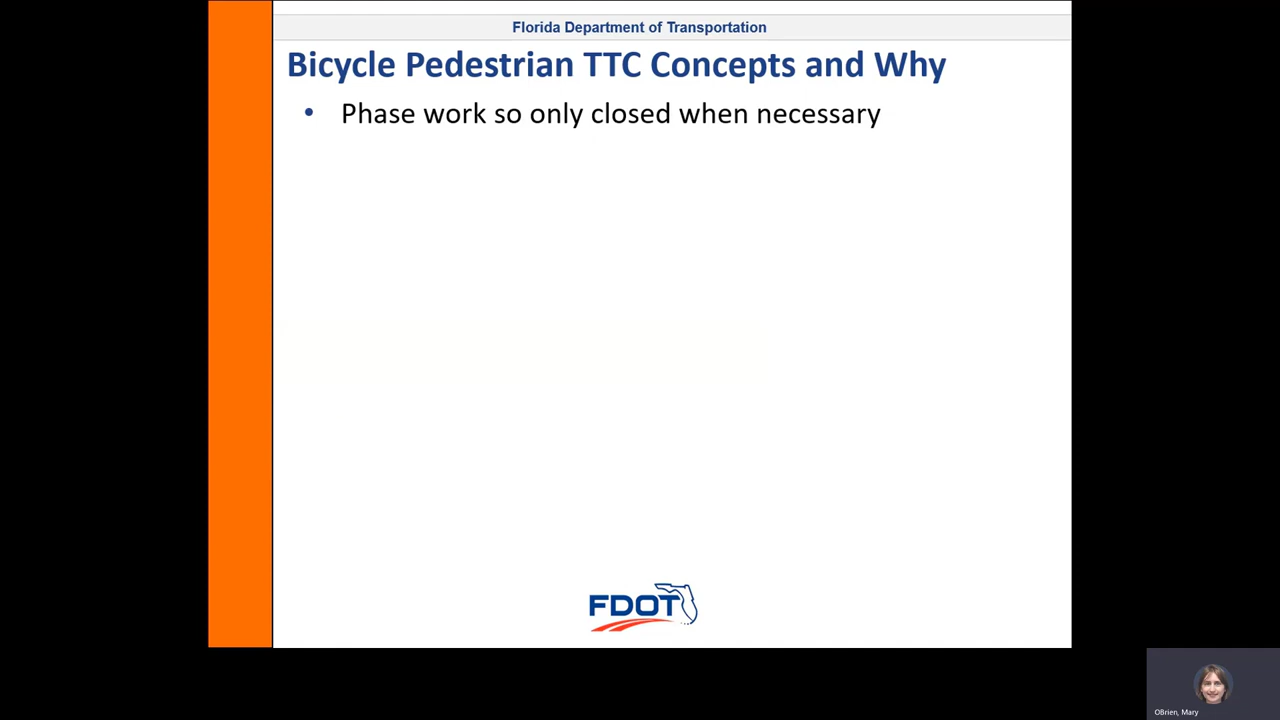 Florida Department of Transportation
Bicycle Pedestrian TTC Concepts and Why
• Phase work so only closed when necessary
FDOT
OBrien, Mary